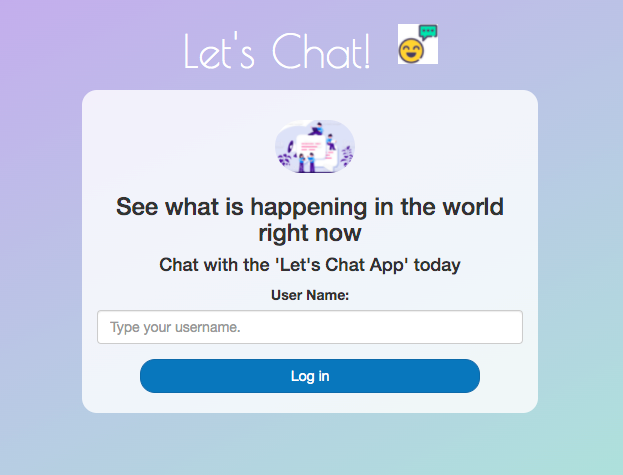 Let's Chat!
See what is happening in the world
right now
Chat with the 'Let's Chat App' today
User Name:
Type your username.
Log in